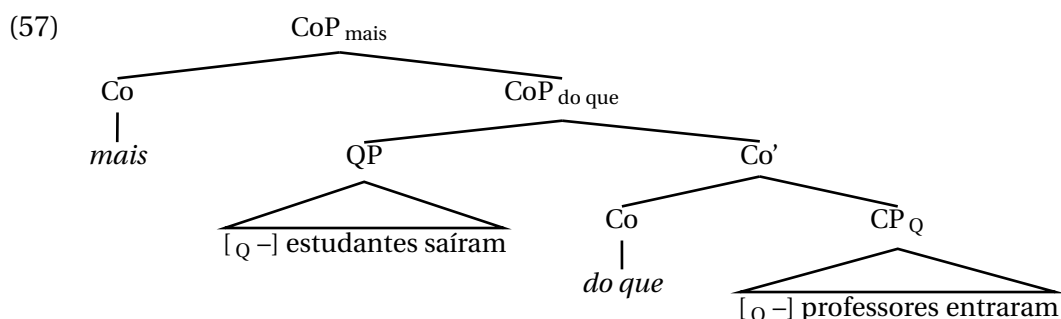 (57) CoP mais
Co CoP do que
mais QP Co’
[ Q –] estudantes saíram Co CP Q
do que [ Q –] professores entraram